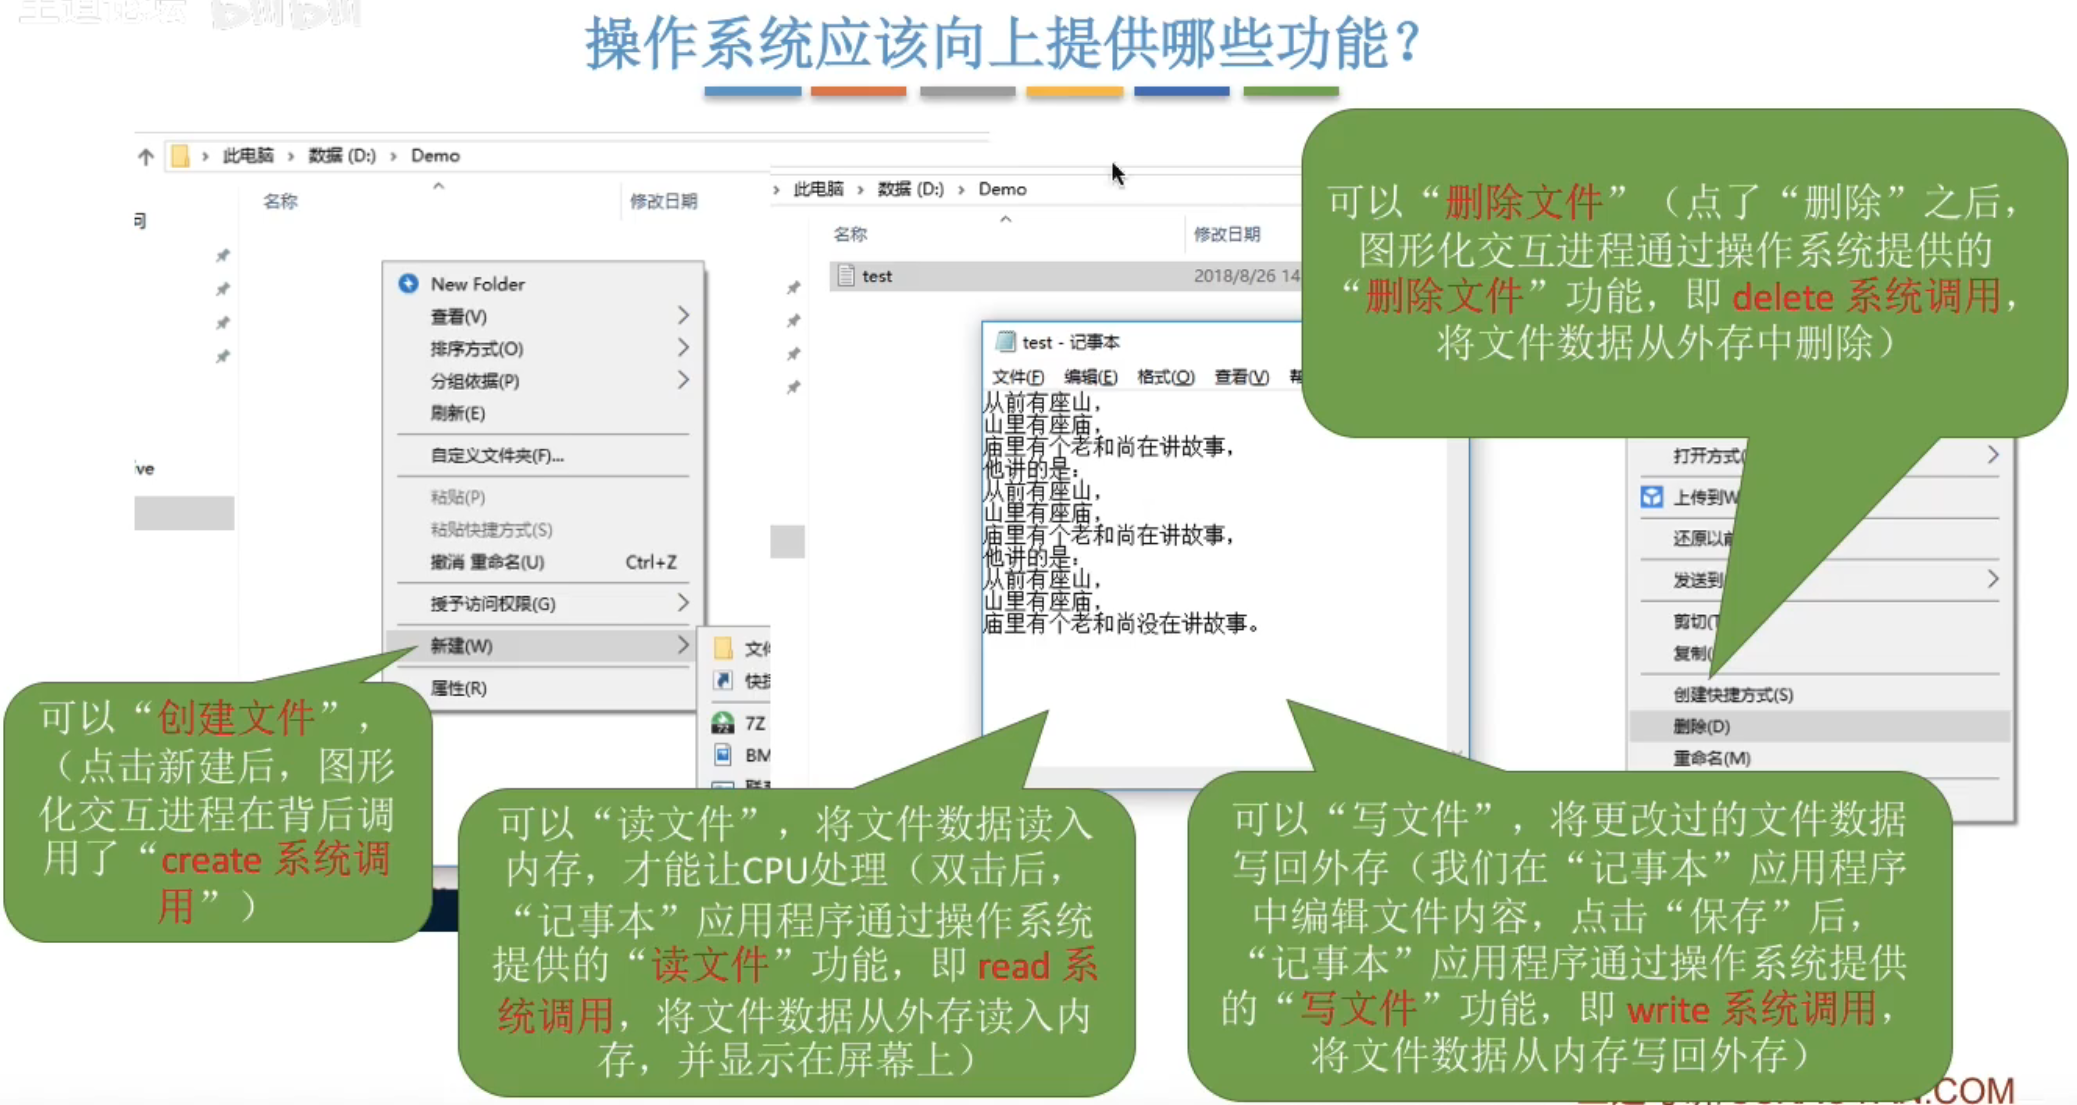 操作系统应该向上提供哪些功能？
此电脑 › 数据 (D:) › Demo
名称 修改日期
New Folder
查看(V)
排序方式(O)
分组依据(P)
刷新(E)
自定义文件夹(F)...
粘贴(P)
粘贴快捷方式(S)
撤消 重命名(U) Ctrl+Z
授予访问权限(G)
新建(W)
属性(R)
7Z
BM
› 此电脑 › 数据 (D:) › Demo
名称 修改日期
test 2018/8/26 14
test - 记事本
文件(F) 编辑(E) 格式(O) 查看(V)
从前有座山，
山里有座庙，
庙里有个老和尚在讲故事，
他讲的是：
从前有座山，
山里有座庙，
庙里有个老和尚在讲故事，
他讲的是：
从前有座山，
山里有座庙，
庙里有个老和尚没在讲故事。
可以“删除文件”（点了“删除”之后，
图形化交互进程通过操作系统提供的
“删除文件”功能，即 delete 系统调用，
将文件数据从外存中删除）
打开方式(
上传到W
还原以前
发送到
剪切(T
复制(
创建快捷方式(S)
删除(D)
重命名(M)
可以“创建文件”，
（点击新建后，图形
化交互进程在背后调
用了“create 系统调
用”）
可以“读文件”，将文件数据读入
内存，才能让CPU处理（双击后，
“记事本”应用程序通过操作系统
提供的“读文件”功能，即 read 系
统调用，将文件数据从外存读入内
存，并显示在屏幕上）
可以“写文件”，将更改过的文件数据
写回外存（我们在“记事本”应用程序
中编辑文件内容，点击“保存”后，
“记事本”应用程序通过操作系统提供
的“写文件”功能，即 write 系统调用，
将文件数据从内存写回外存）
.COM